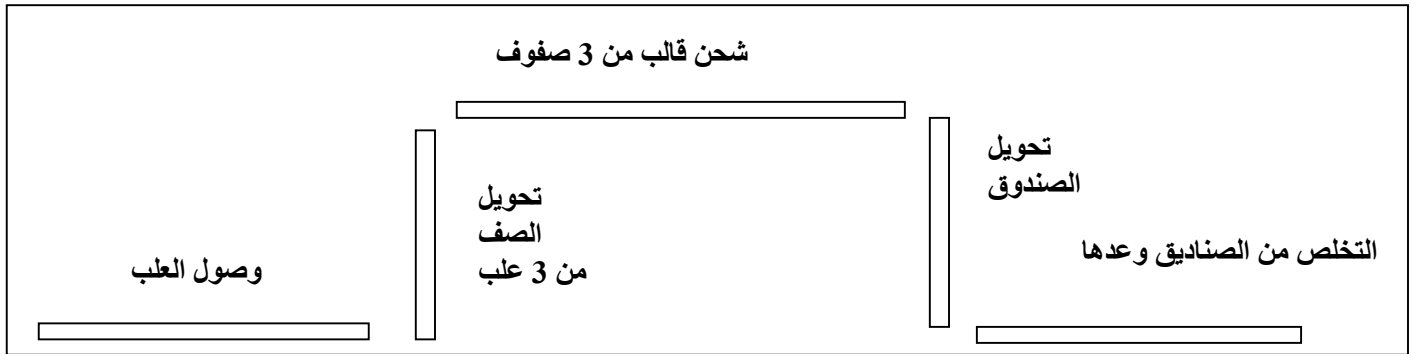 شحن قالب من 3 صفوف
تحويل
الصندوق
تحويل
الصف
من 3 علب
التخلص من الصناديق وعدها
وصول العلب